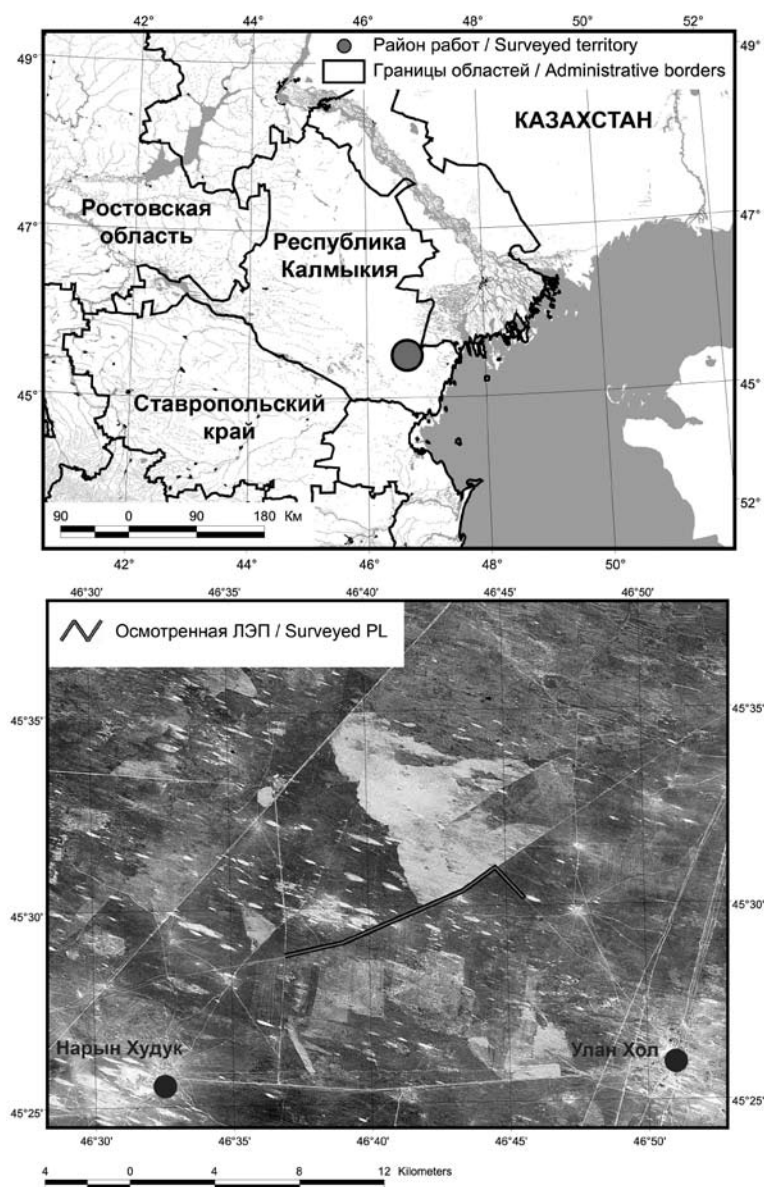 42 44 46 48 50
49° 49°
Район работ / Surveyed territory
Границы областей / Administrative borders
КАЗАХСТАН
47° 47°
Ростовская
область
Республика
Калмыкия
45° 45°
Ставропольский
край
52°
90 0 90 180 Км
42° 44° 46° 48° 50°
46°30' 46°35' 46°40' 46°45' 46°50'
Осмотренная ЛЭП / Surveyed PL
45°35' 45°35'
45°30' 45°30'
Нарын Худук Улан Хол
45°25' 45°25'
46°30' 46°35' 46°40' 46°45' 46°50'
4 0 4 8 12 Kilometers